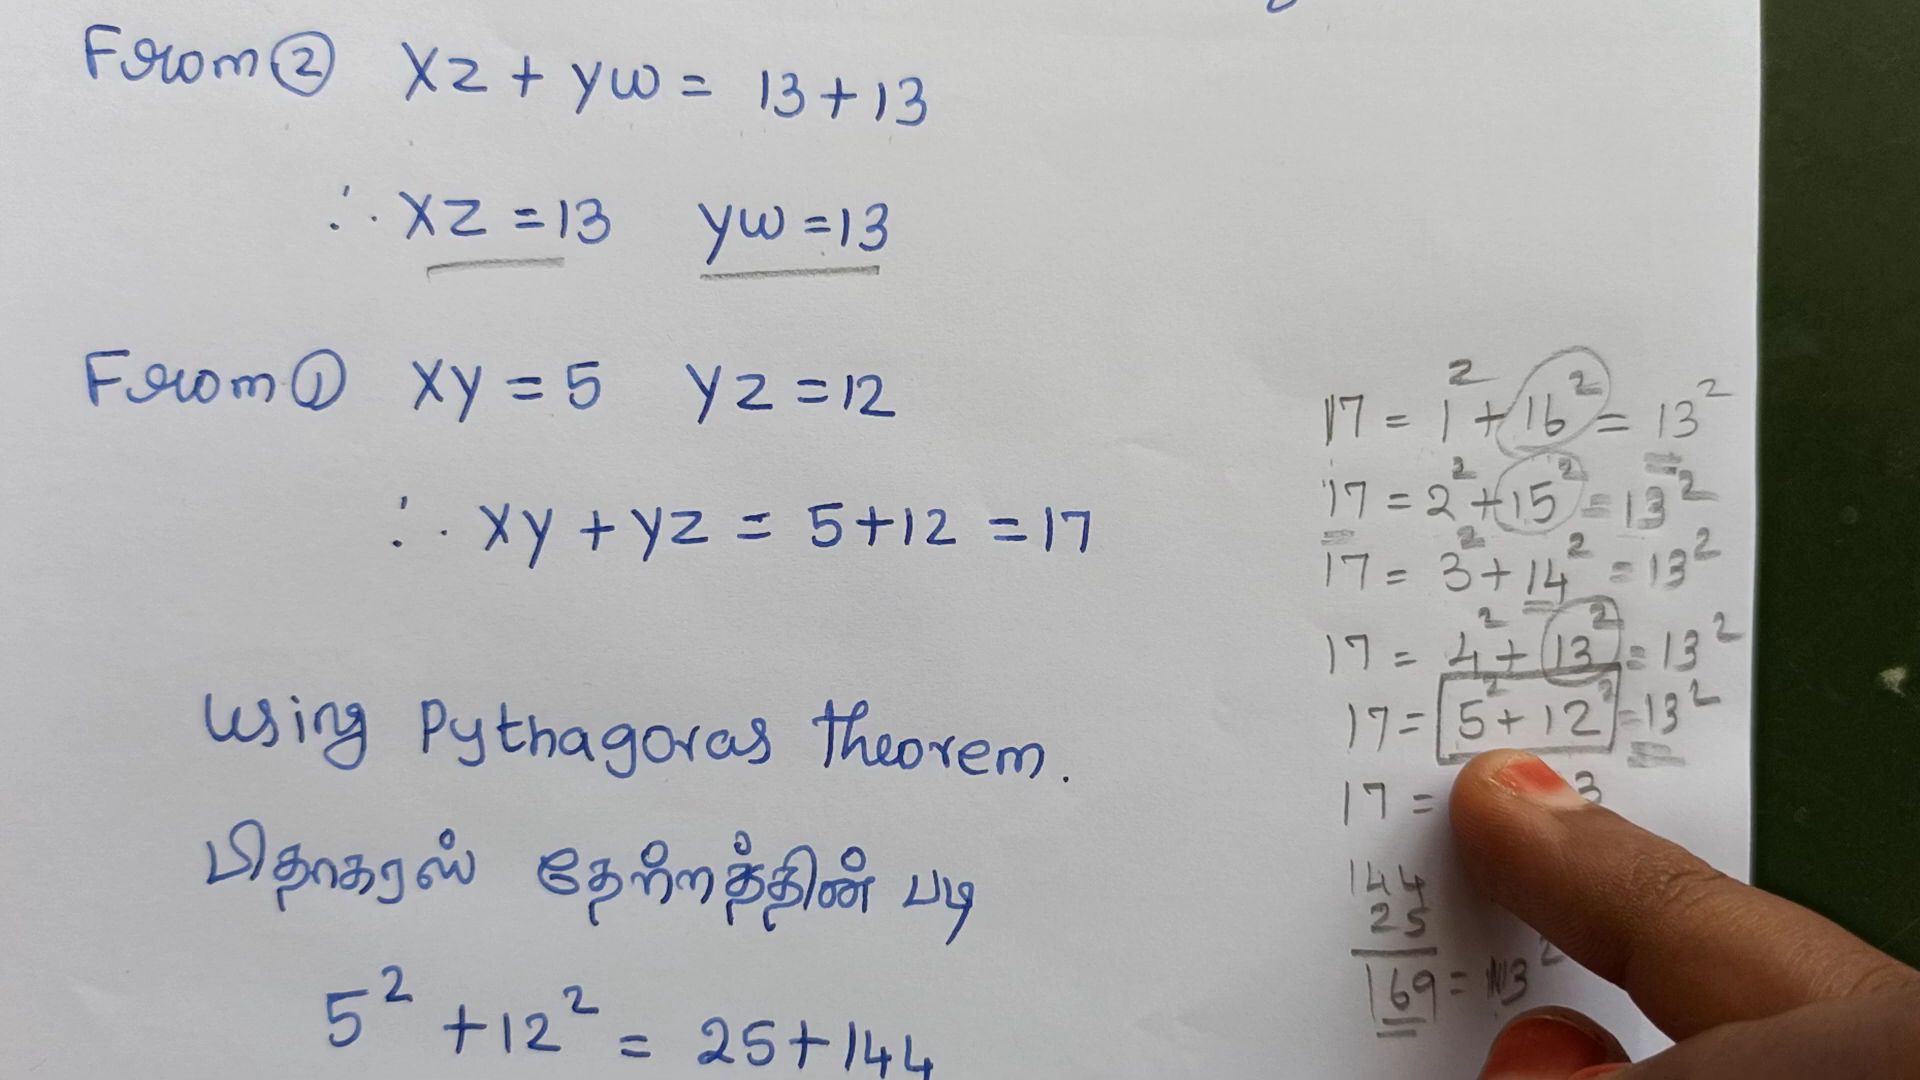 From ② XZ + YW = 13 + 13
∴ XZ = 13 YW = 13
From ① XY = 5 YZ = 12
∴ XY + YZ = 5 + 12 = 17
Using Pythagoras theorem.
பிதாகரஸ் தேற்றத்தின் படி
5² + 12² = 25 + 144
17 = 1² + 16² = 13²
17 = 2² + 15² = 13²
17 = 3² + 14² = 13²
17 = 4² + 13² = 13²
17 = 5² + 12² = 13²
17 =
144
25
169 = 13²